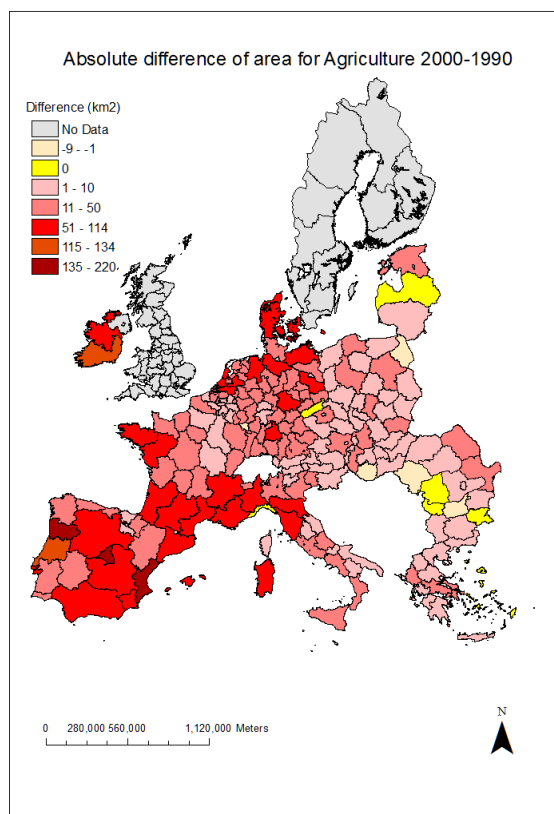 Absolute difference of area for Agriculture 2000-1990
Difference (km2)
No Data
-9 - -1
0
1 - 10
11 - 50
51 - 114
115 - 134
135 - 220
N
0 280,000 560,000 1,120,000 Meters